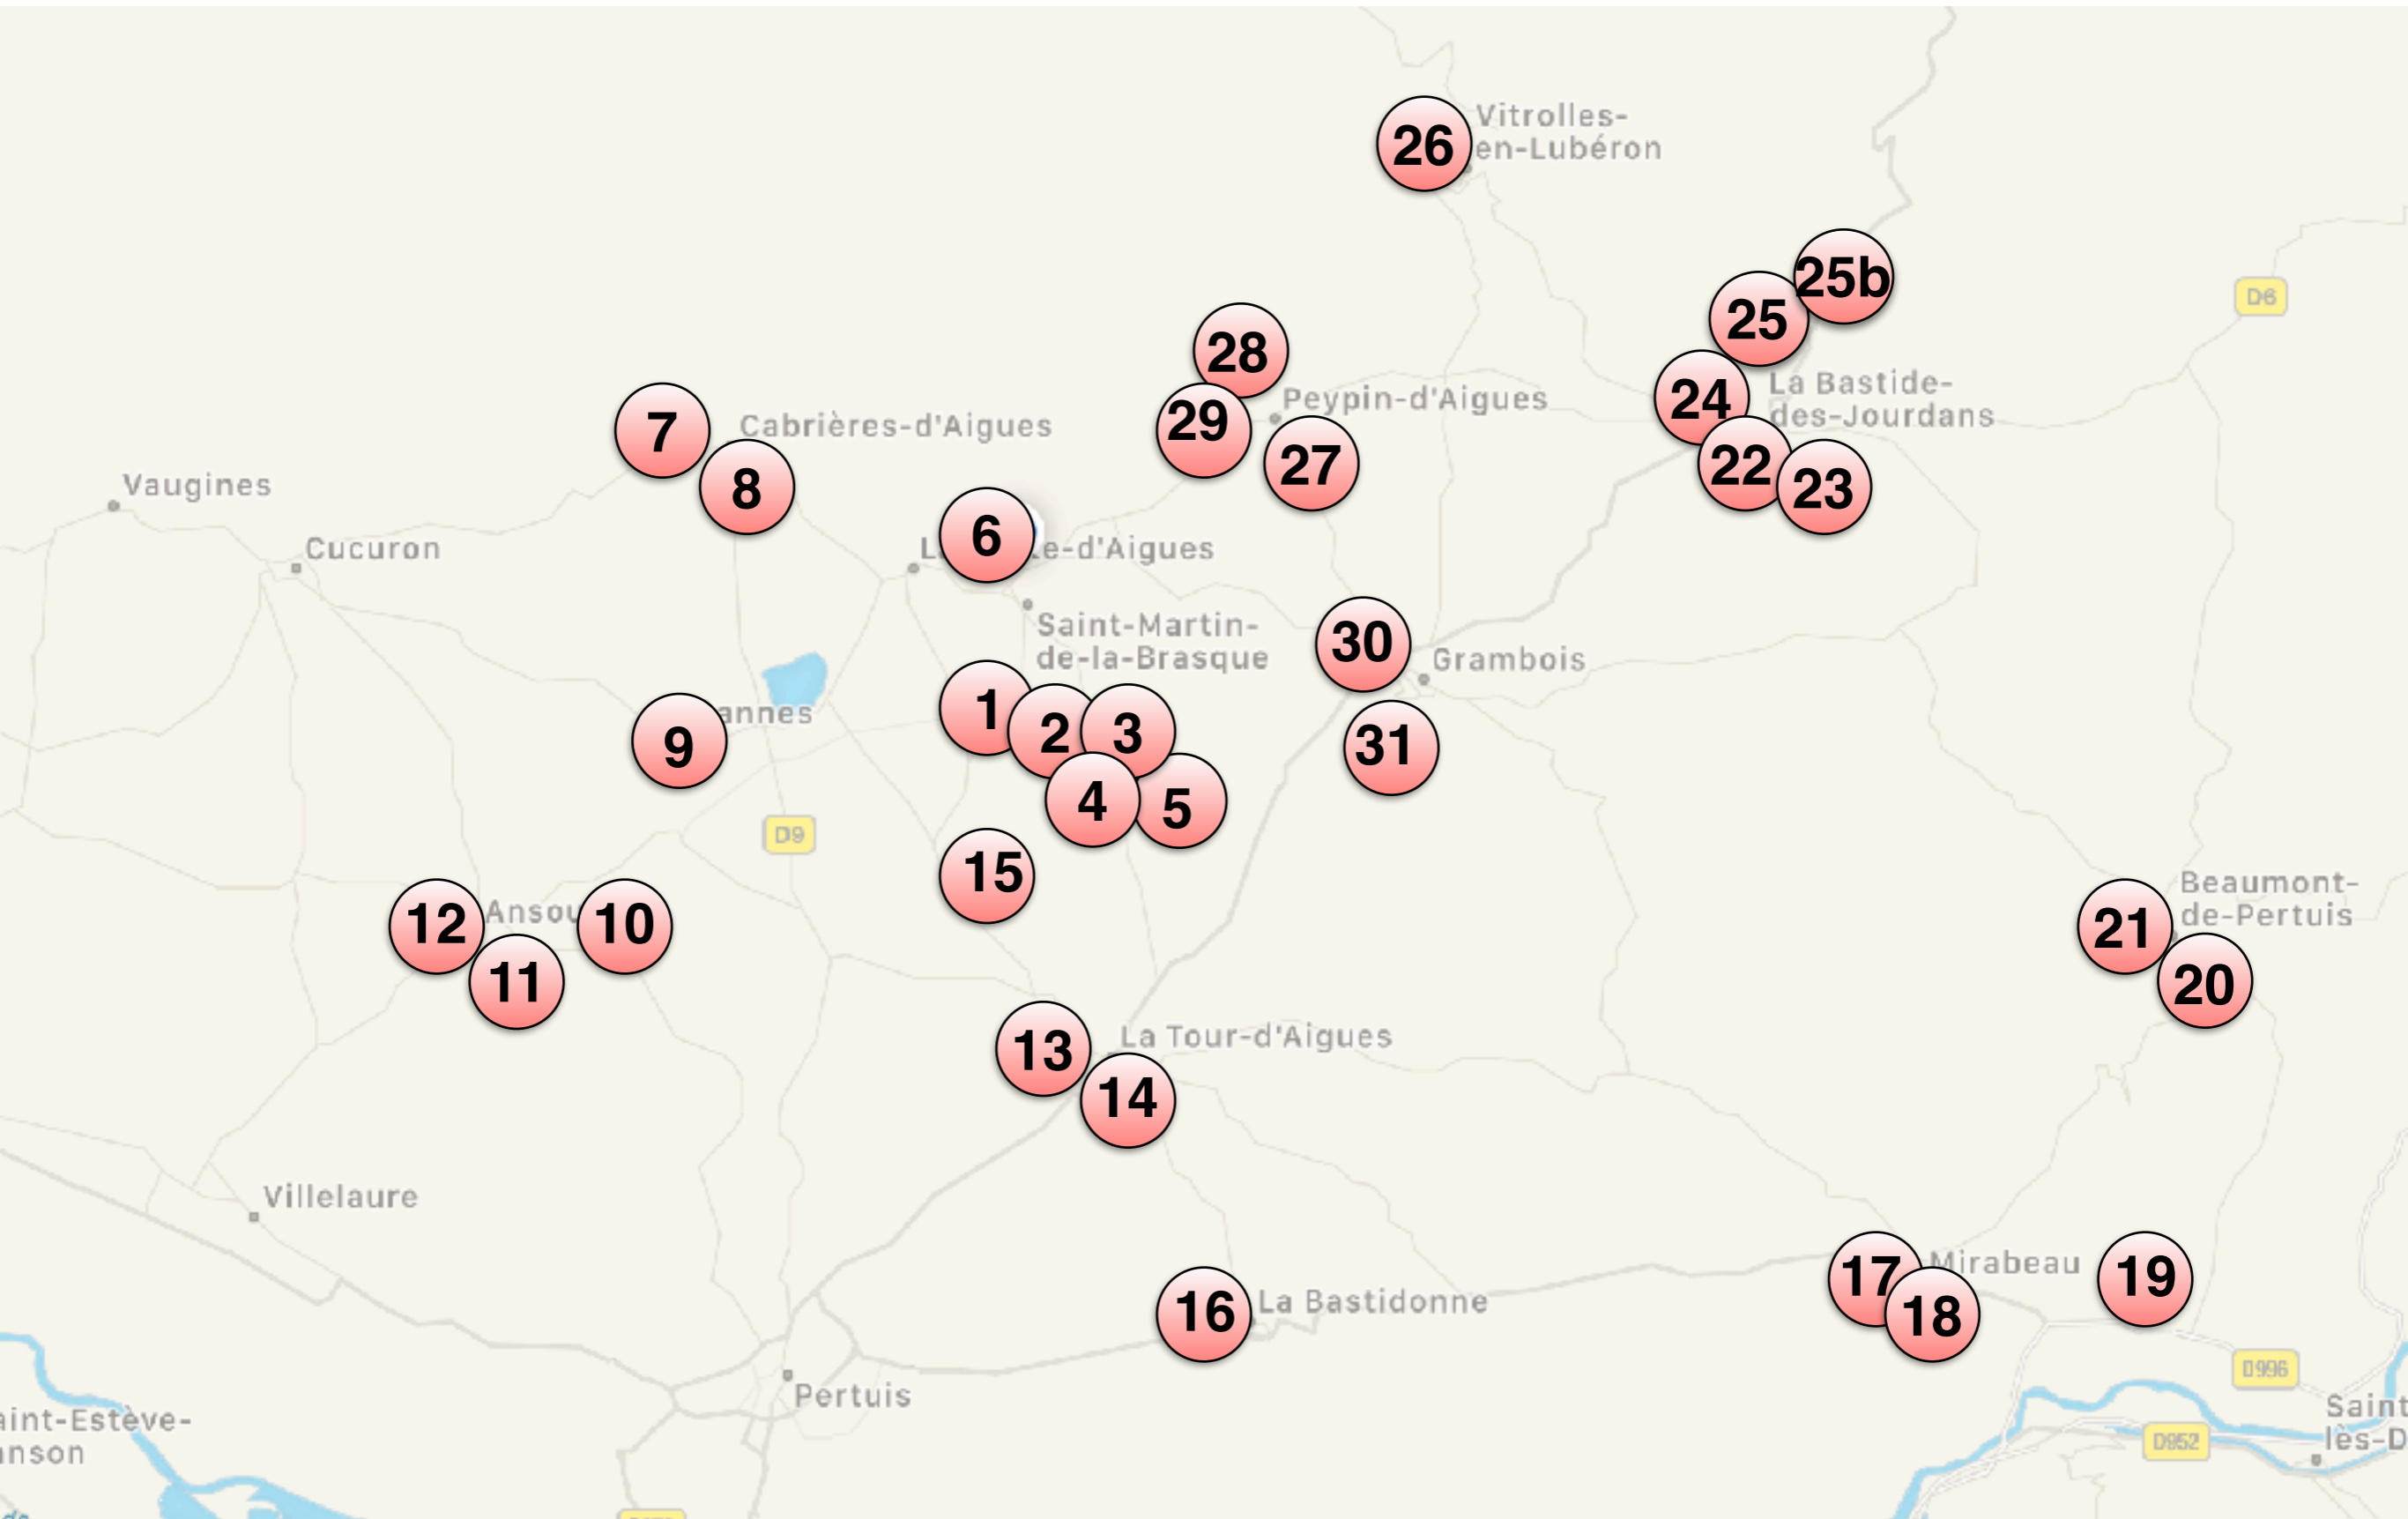 26
Vitrolles-
en-Lubéron
25b
25
D6
28
24
La Bastide-
des-Jourdans
29
Peypin-d'Aigues
7
Cabrières-d'Aigues
27
22
23
8
Vaugines
6
e-d'Aigues
Cucuron
Saint-Martin-
de-la-Brasque
30
Grambois
1
2
3
9
annes
31
4
5
D9
15
12
Ansou
10
11
21
Beaumont-
de-Pertuis
20
13
La Tour-d'Aigues
14
Villelaure
17
Mirabeau
18
19
16
La Bastidonne
D996
Pertuis
aint-Estève-
anson
Saint
lès-D
D952